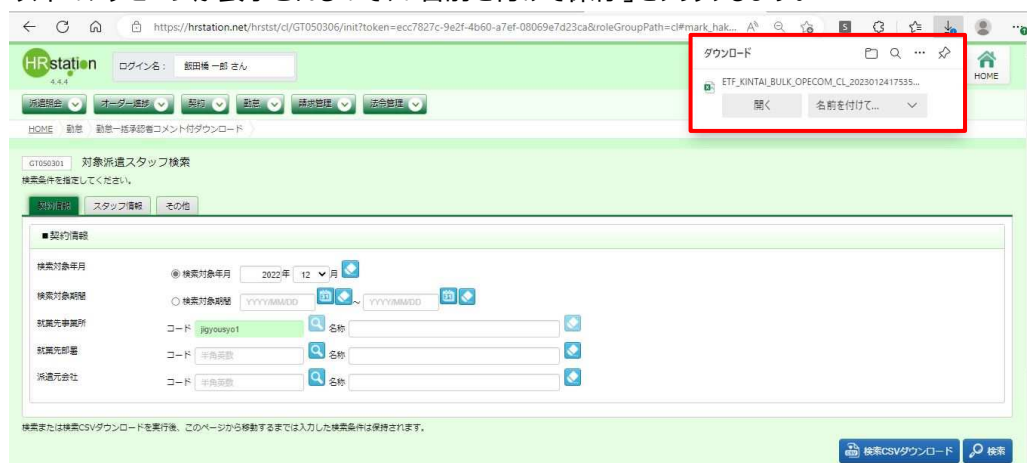 https://hrstation.net/hrstst/cl/GT050306/init?token=ecc7827c-9e2f-4b60-a7ef-08069e7d23ca&roleGroupPath=cl#mark_hak...
ダウンロード
ETF_KINTAI_BULK_OPECOM_CL_2023012417535...
開く 名前を付けて...
HRstation
4.4.4
ログイン名： 飯田橋 一郎 さん
HOME
派遣照会 オーダー進捗 契約 勤怠 請求管理 法令管理
HOME 勤怠 勤怠一括承認者コメント付ダウンロード
GT050301 対象派遣スタッフ検索
検索条件を指定してください。
契約情報 スタッフ情報 その他
■契約情報
検索対象年月 検索対象年月 2022年 12 月
検索対象期間 検索対象期間 YYYY/MM/DD ～ YYYY/MM/DD
就業先事業所 コード jigyousyo1 名称
就業先部署 コード 半角英数 名称
派遣元会社 コード 半角英数 名称
検索または検索CSVダウンロードを実行後、このページから移動するまでは入力した検索条件は保持されます。
検索CSVダウンロード 検索